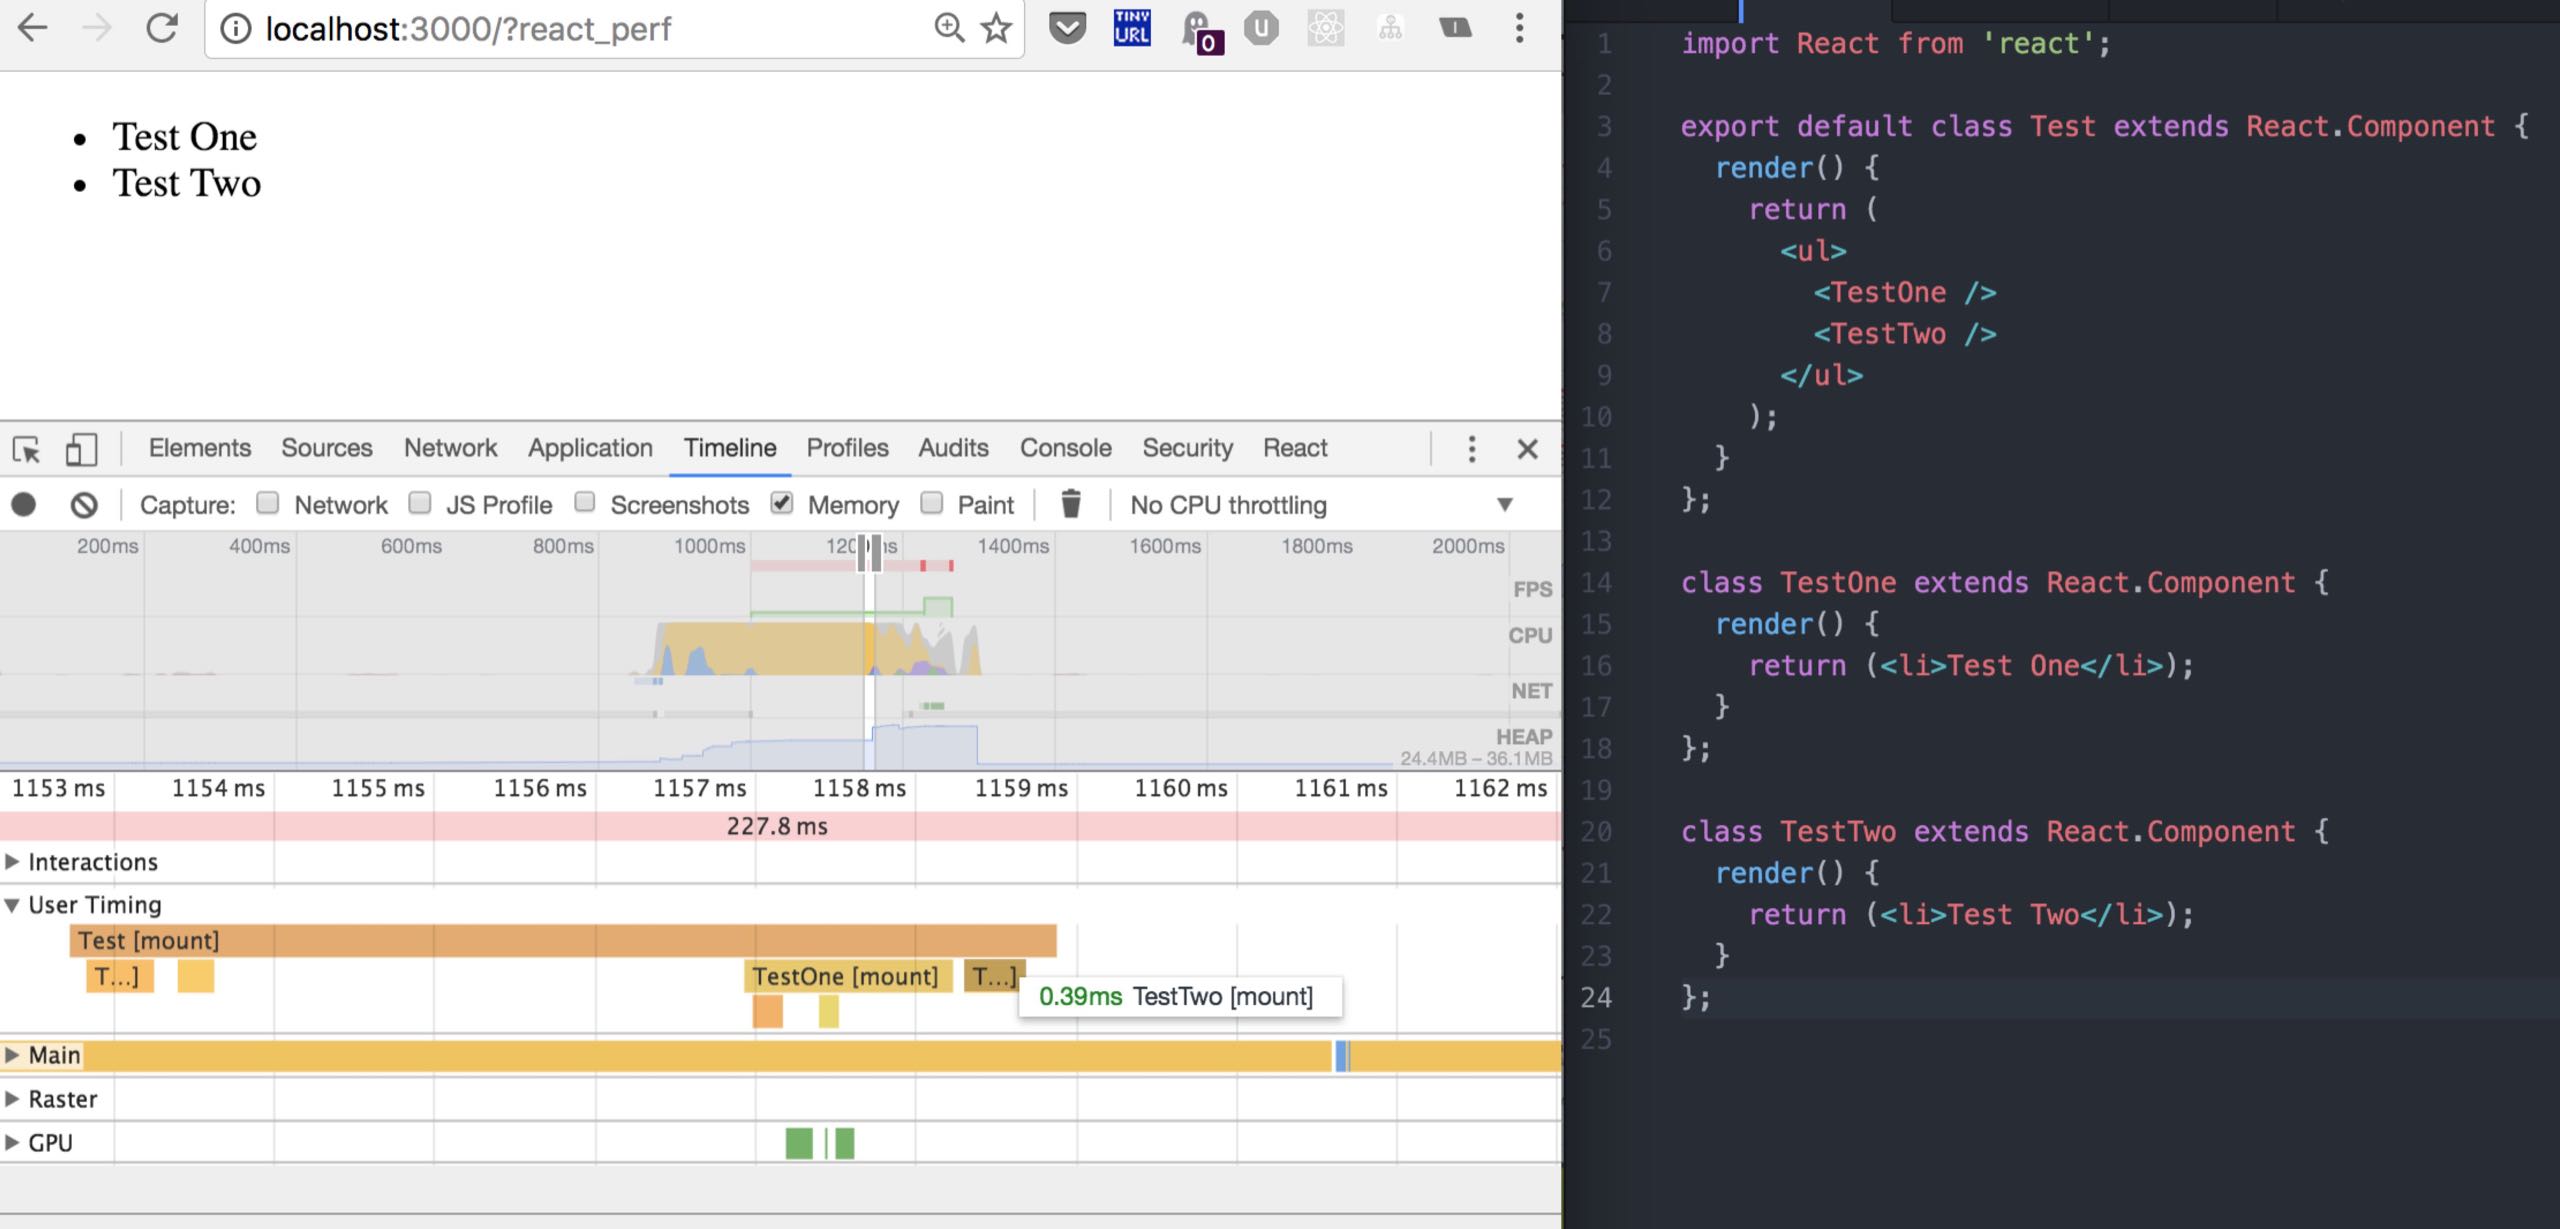 localhost:3000/?react_perf
TINY
URL
0
U
• Test One
• Test Two
Elements Sources Network Application Timeline Profiles Audits Console Security React
Capture: Network JS Profile Screenshots Memory Paint No CPU throttling
200ms 400ms 600ms 800ms 1000ms 1400ms 1600ms 1800ms 2000ms
FPS
CPU
NET
HEAP
24.4MB – 36.1MB
1153 ms 1154 ms 1155 ms 1156 ms 1157 ms 1158 ms 1159 ms 1160 ms 1161 ms 1162 ms
227.8 ms
Interactions
User Timing
Test [mount]
T...] TestOne [mount] T...]
0.39ms TestTwo [mount]
Main
Raster
GPU
1 import React from 'react';
2
3 export default class Test extends React.Component {
4 render() {
5 return (
6 <ul>
7 <TestOne />
8 <TestTwo />
9 </ul>
10 );
11 }
12 };
13
14 class TestOne extends React.Component {
15 render() {
16 return (<li>Test One</li>);
17 }
18 };
19
20 class TestTwo extends React.Component {
21 render() {
22 return (<li>Test Two</li>);
23 }
24 };
25